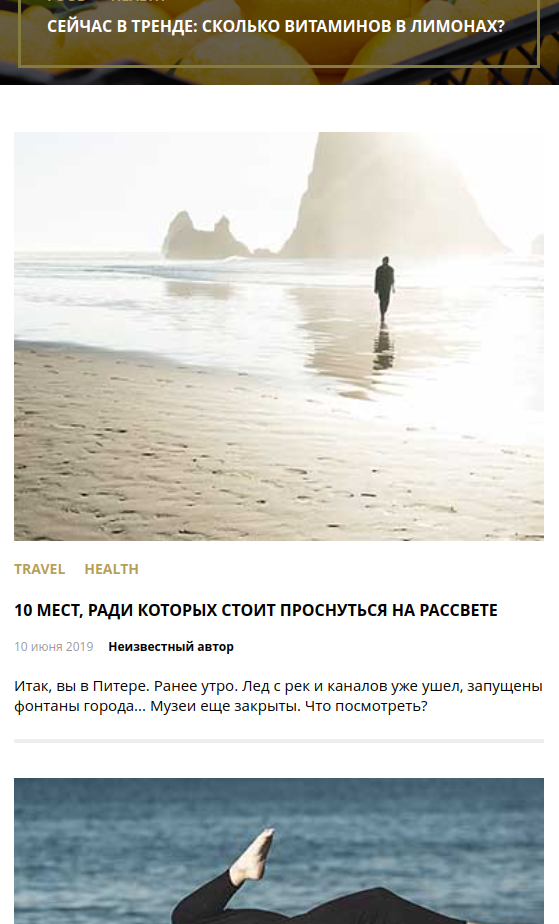 СЕЙЧАС В ТРЕНДЕ: СКОЛЬКО ВИТАМИНОВ В ЛИМОНАХ?
TRAVEL HEALTH
10 МЕСТ, РАДИ КОТОРЫХ СТОИТ ПРОСНУТЬСЯ НА РАССВЕТЕ
10 июня 2019 Неизвестный автор
Итак, вы в Питере. Ранее утро. Лед с рек и каналов уже ушел, запущены
фонтаны города... Музеи еще закрыты. Что посмотреть?